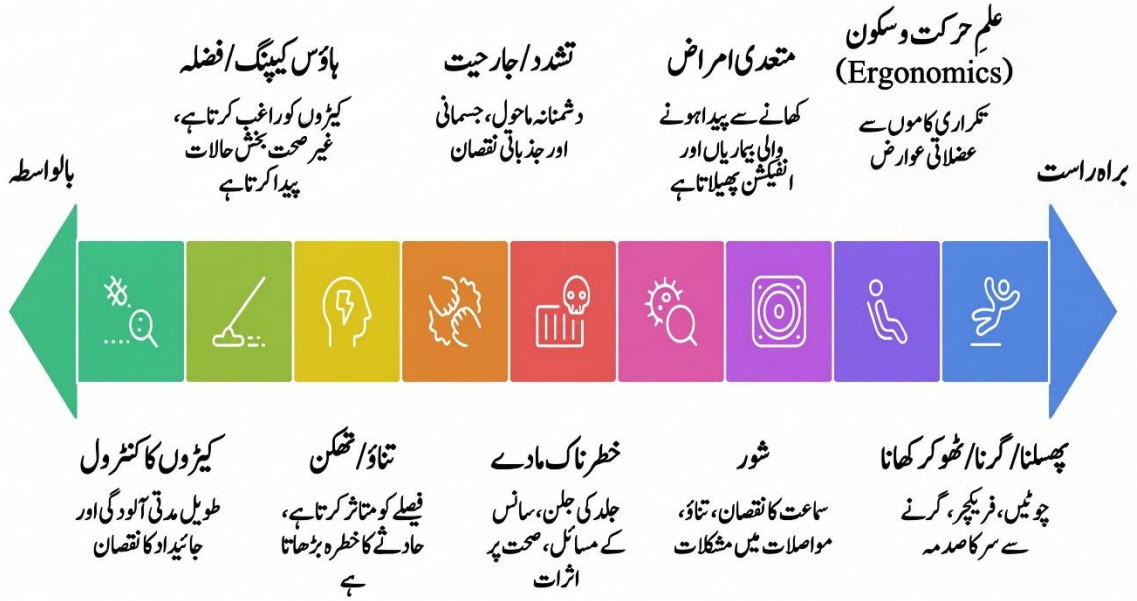 علمِ حرکت و سکون
(Ergonomics)
تکراری کاموں سے
عضلاتی عوارض
متعدی امراض
کھانے سے پیدا ہونے
والی بیماریاں اور
انفیکشن پھیلاتا ہے
تشدد/جارحیت
دشمنانہ ماحول، جسمانی
اور جذباتی نقصان
ہاؤس کیپنگ/فضلہ
کیڑوں کو راغب کرتا ہے،
غیر صحت بخش حالات
پیدا کرتا ہے
براہ راست
بالواسطہ
پھسلنا/گرنا/ٹھوکر کھانا
چوٹیں، فریکچر، گرنے
سے سر کا صدمہ
شور
سماعت کا نقصان، تناؤ،
مواصلات میں مشکلات
خطرناک مادے
جلد کی جلن، سانس
کے مسائل، صحت پر
اثرات
تناؤ/تھکن
فیصلے کو متاثر کرتا ہے،
حادثے کا خطرہ بڑھاتا
ہے
کیڑوں کا کنٹرول
طویل مدتی آلودگی اور
جائیداد کا نقصان